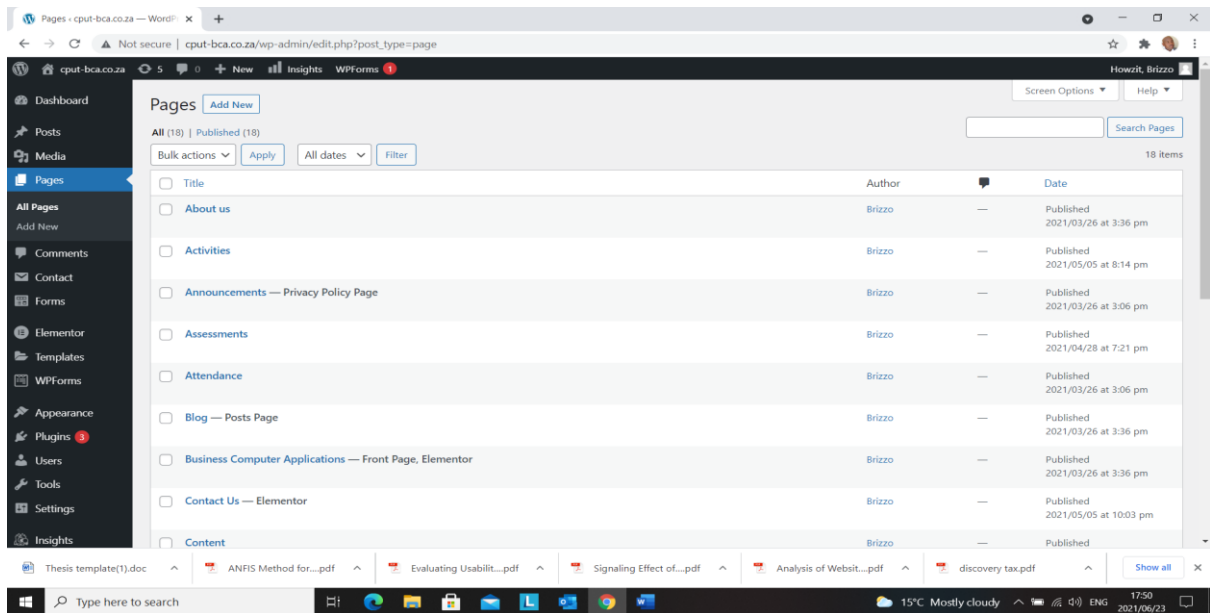 Pages ‹ cput-bca.co.za — WordPr
Not secure | cput-bca.co.za/wp-admin/edit.php?post_type=page
cput-bca.co.za 5 0 + New Insights WPForms 1 Howzit, Brizzo
Screen Options ▼ Help ▼
Dashboard
Posts
Media
Pages
All Pages
Add New
Comments
Contact
Forms
Elementor
Templates
WPForms
Appearance
Plugins 3
Users
Tools
Settings
Insights
Pages Add New
All (18) | Published (18)
Search Pages
Bulk actions Apply All dates Filter 18 items
Title Author Date
About us Brizzo — Published
2021/03/26 at 3:36 pm
Activities Brizzo — Published
2021/05/05 at 8:14 pm
Announcements — Privacy Policy Page Brizzo — Published
2021/03/26 at 3:06 pm
Assessments Brizzo — Published
2021/04/28 at 7:21 pm
Attendance Brizzo — Published
2021/03/26 at 3:06 pm
Blog — Posts Page Brizzo — Published
2021/03/26 at 3:36 pm
Business Computer Applications — Front Page, Elementor Brizzo — Published
2021/03/26 at 3:36 pm
Contact Us — Elementor Brizzo — Published
2021/05/05 at 10:03 pm
Content Brizzo — Published
Thesis template(1).doc ANFIS Method for....pdf Evaluating Usabilit....pdf Signaling Effect of....pdf Analysis of Websit....pdf discovery tax.pdf Show all
Type here to search 15°C Mostly cloudy ENG 17:50
2021/06/23